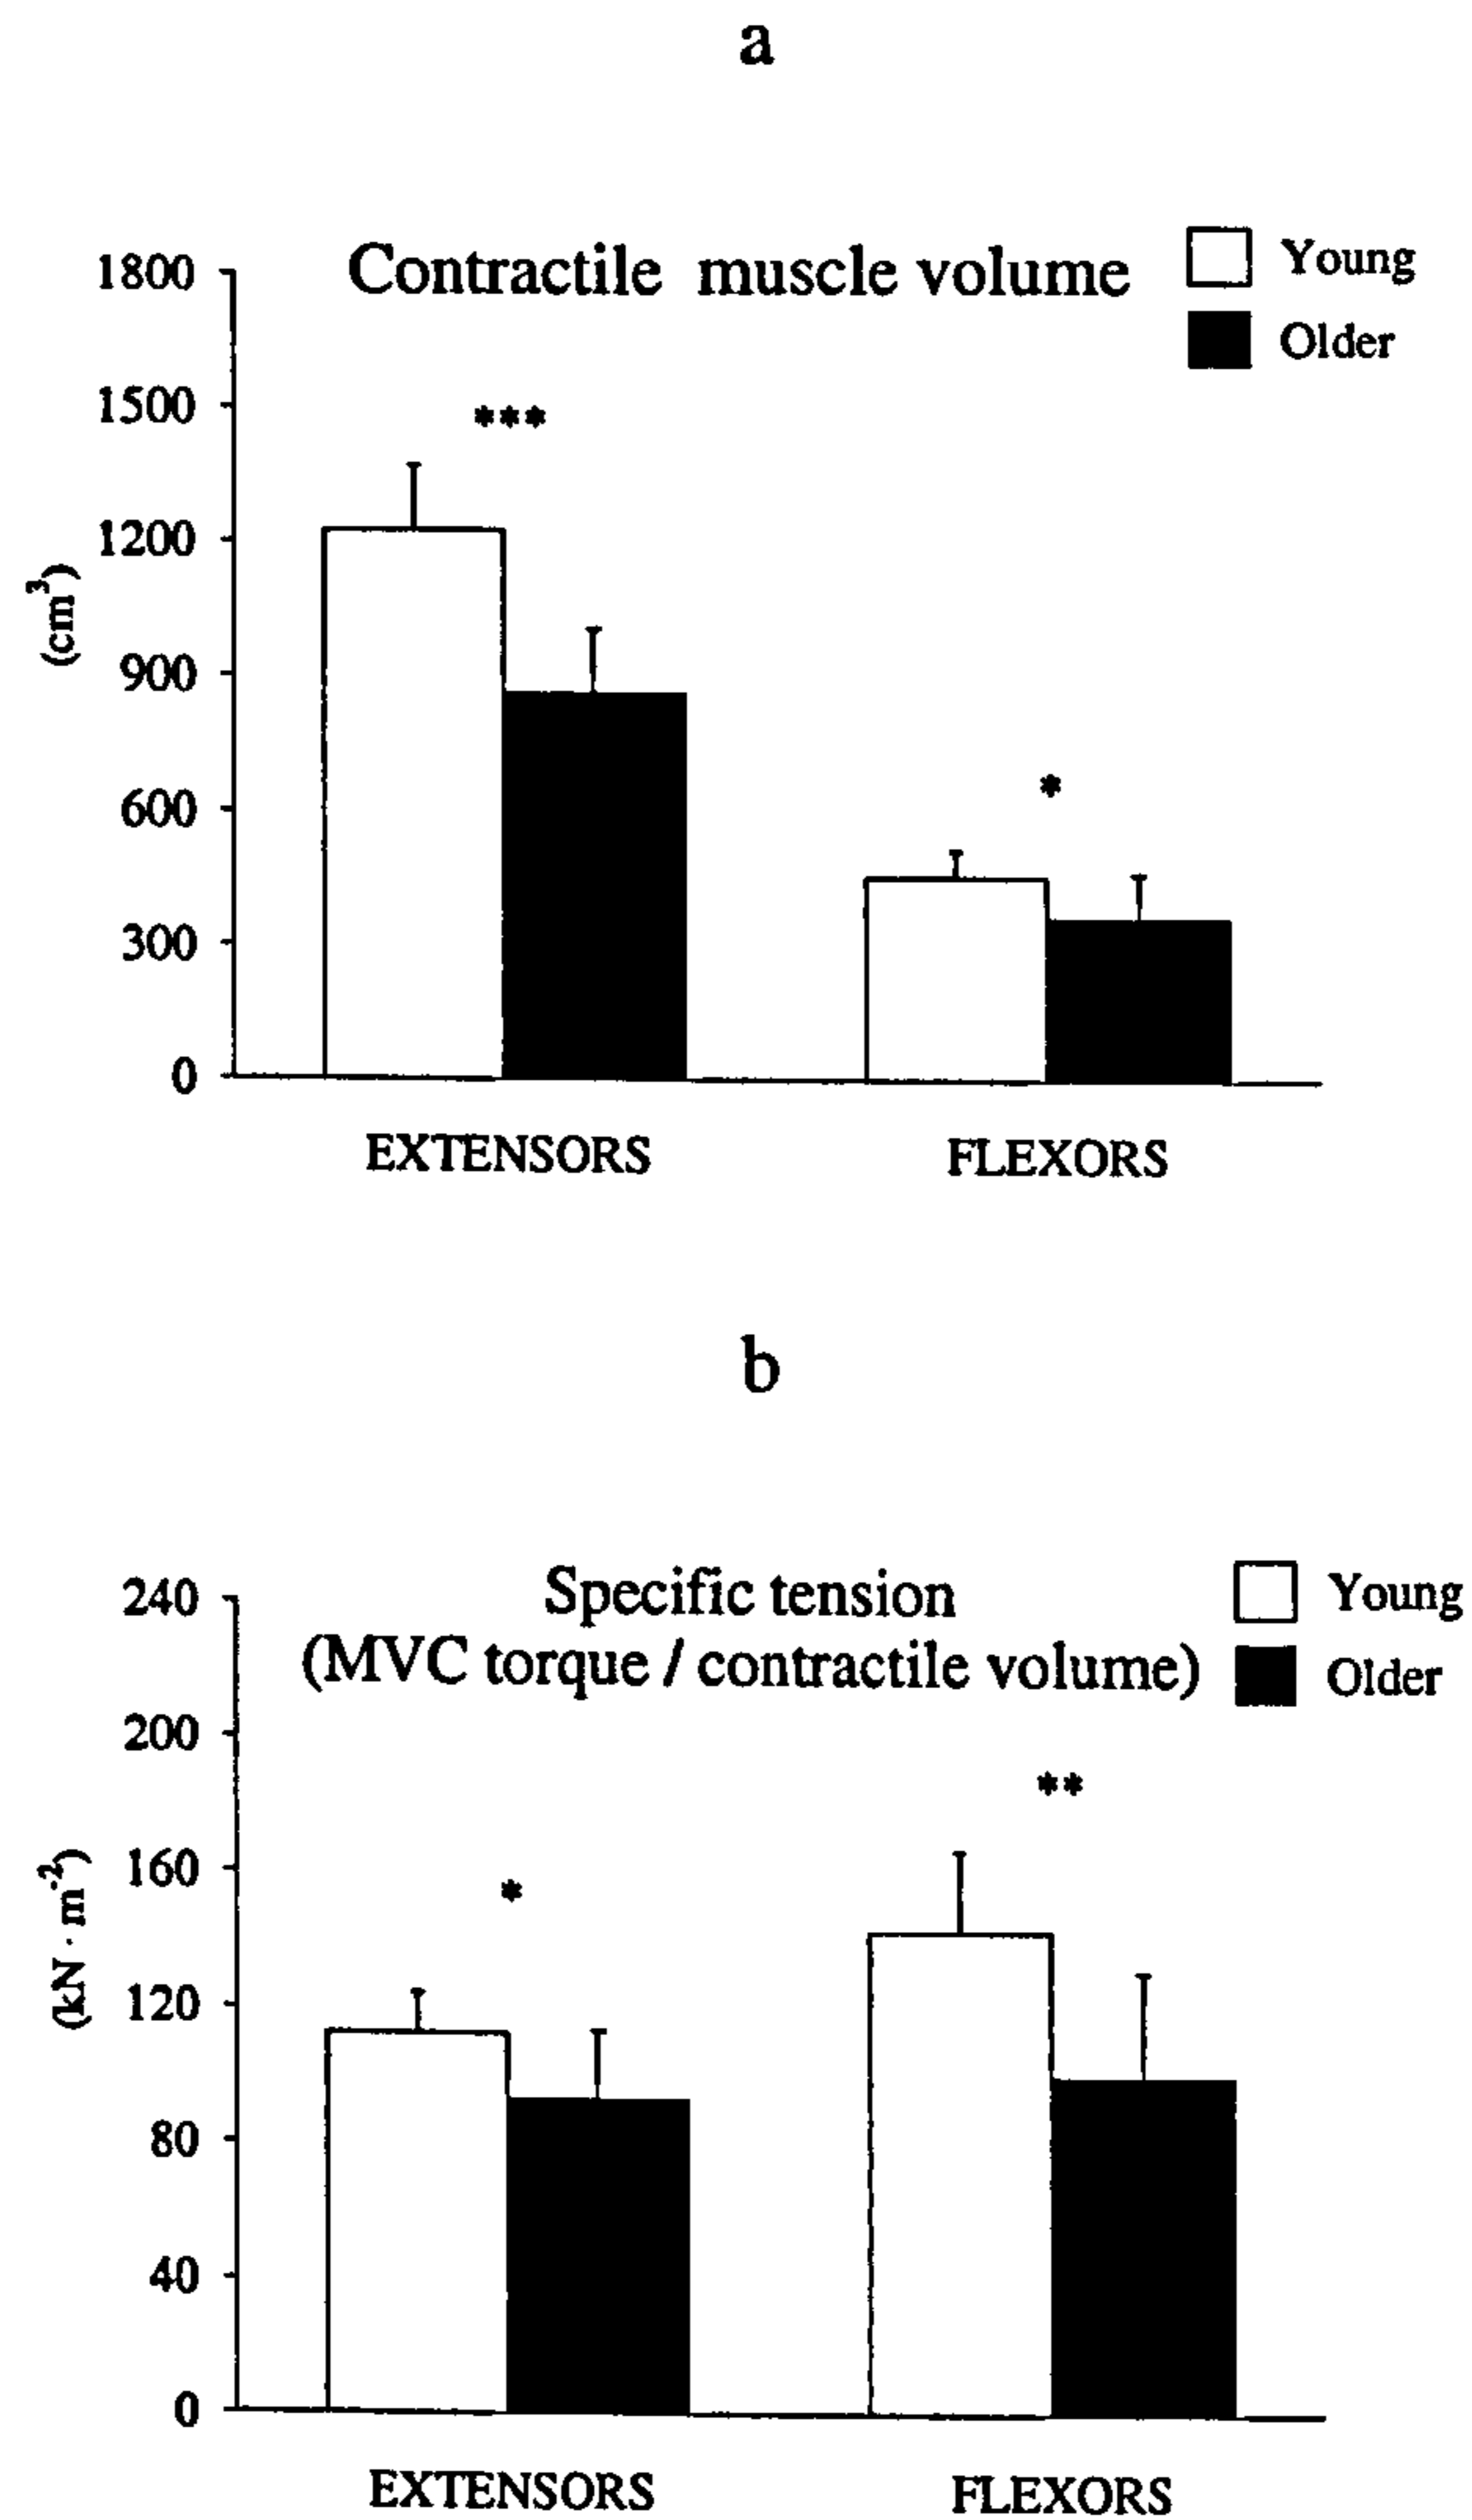 a
Contractile muscle volume
Young
Older
1800
1500
1200
900
600
300
0
(cm³)
***
*
EXTENSORS
FLEXORS
b
Specific tension
(MVC torque / contractile volume)
Young
Older
240
200
160
120
80
40
0
(kN · m⁻²)
*
**
EXTENSORS
FLEXORS